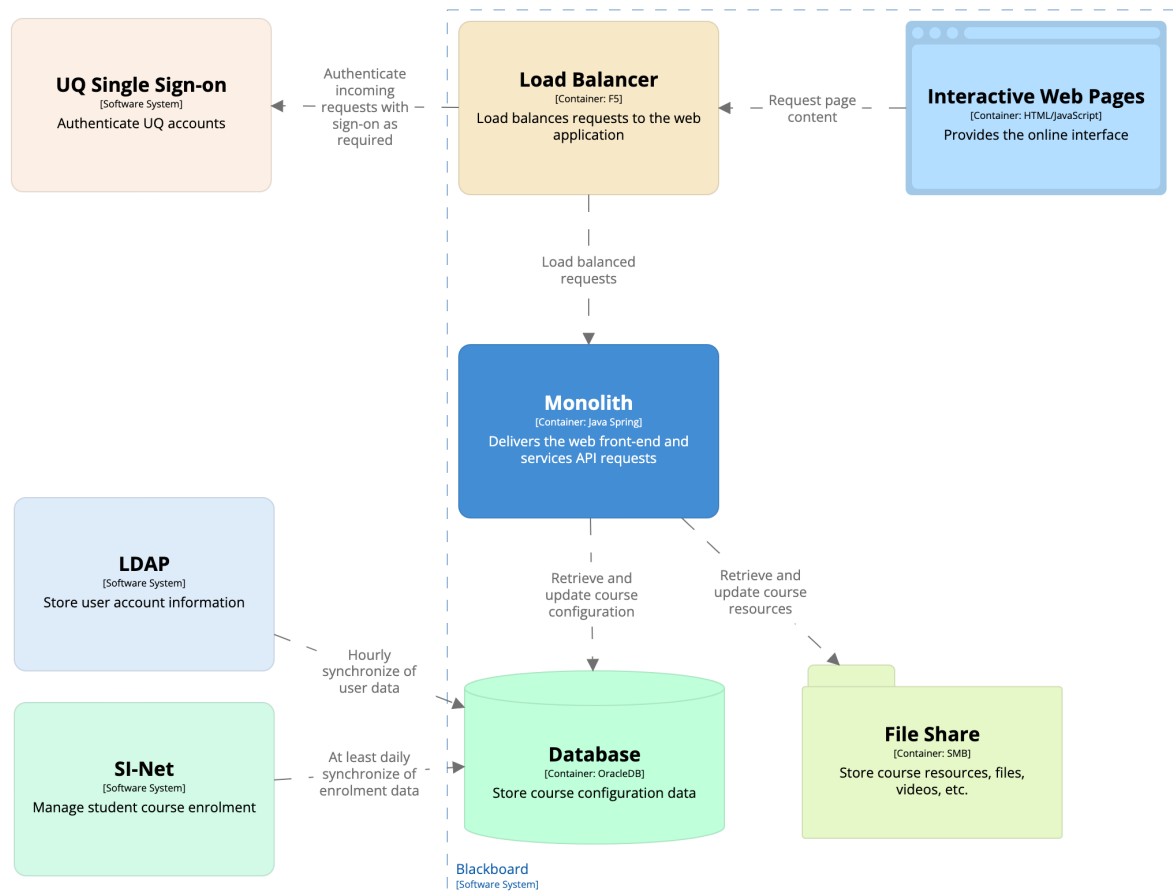 UQ Single Sign-on
[Software System]
Authenticate UQ accounts
Authenticate
incoming
requests with
sign-on as
required
Load Balancer
[Container: F5]
Load balances requests to the web
application
Request page
content
Interactive Web Pages
[Container: HTML/JavaScript]
Provides the online interface
Load balanced
requests
Monolith
[Container: Java Spring]
Delivers the web front-end and
services API requests
LDAP
[Software System]
Store user account information
Retrieve and
update course
configuration
Retrieve and
update course
resources
Hourly
synchronize of
user data
SI-Net
[Software System]
Manage student course enrolment
At least daily
synchronize of
enrolment data
Database
[Container: OracleDB]
Store course configuration data
File Share
[Container: SMB]
Store course resources, files,
videos, etc.
Blackboard
[Software System]